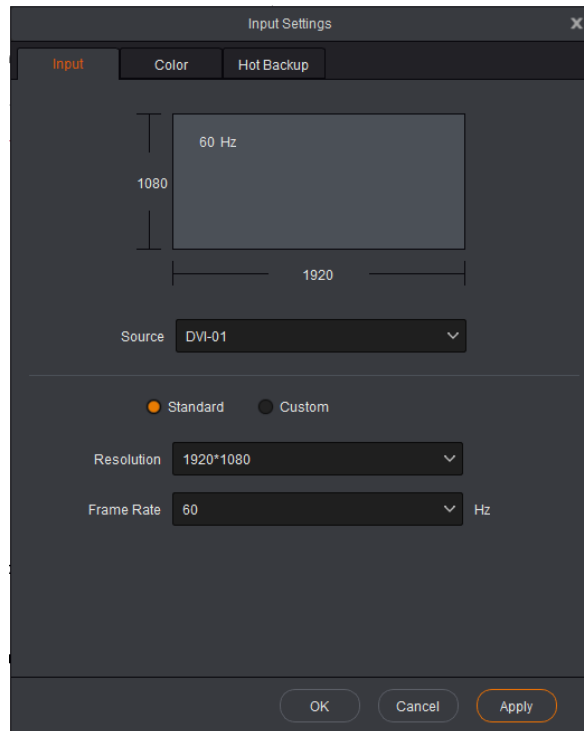 Input Settings
Input Color Hot Backup
60 Hz
1080
1920
Source DVI-01
Standard Custom
Resolution 1920*1080
Frame Rate 60 Hz
OK Cancel Apply